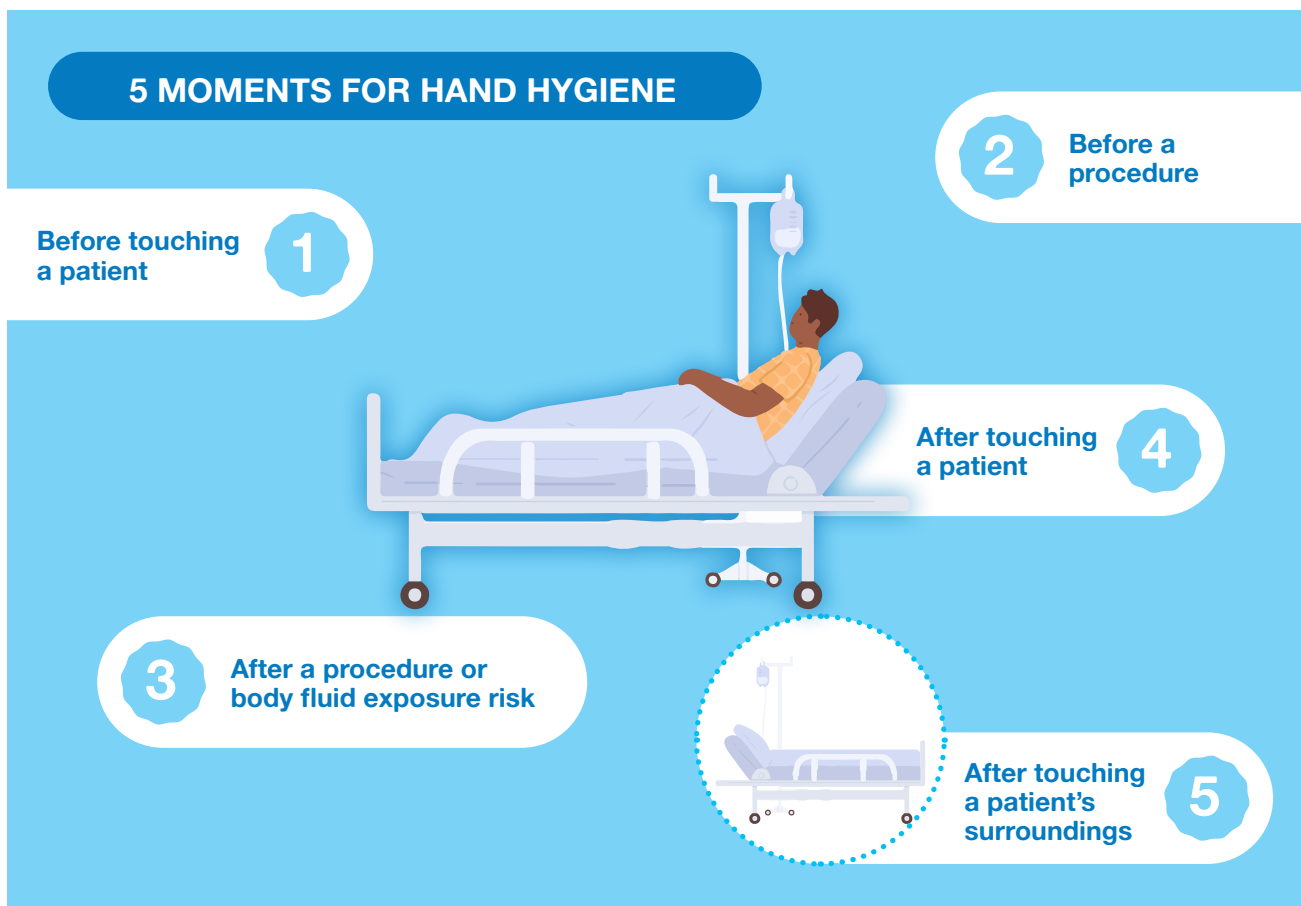 5 MOMENTS FOR HAND HYGIENE
Before touching
a patient
1
2
Before a
procedure
3
After a procedure or
body fluid exposure risk
After touching
a patient
4
After touching
a patient’s
surroundings
5